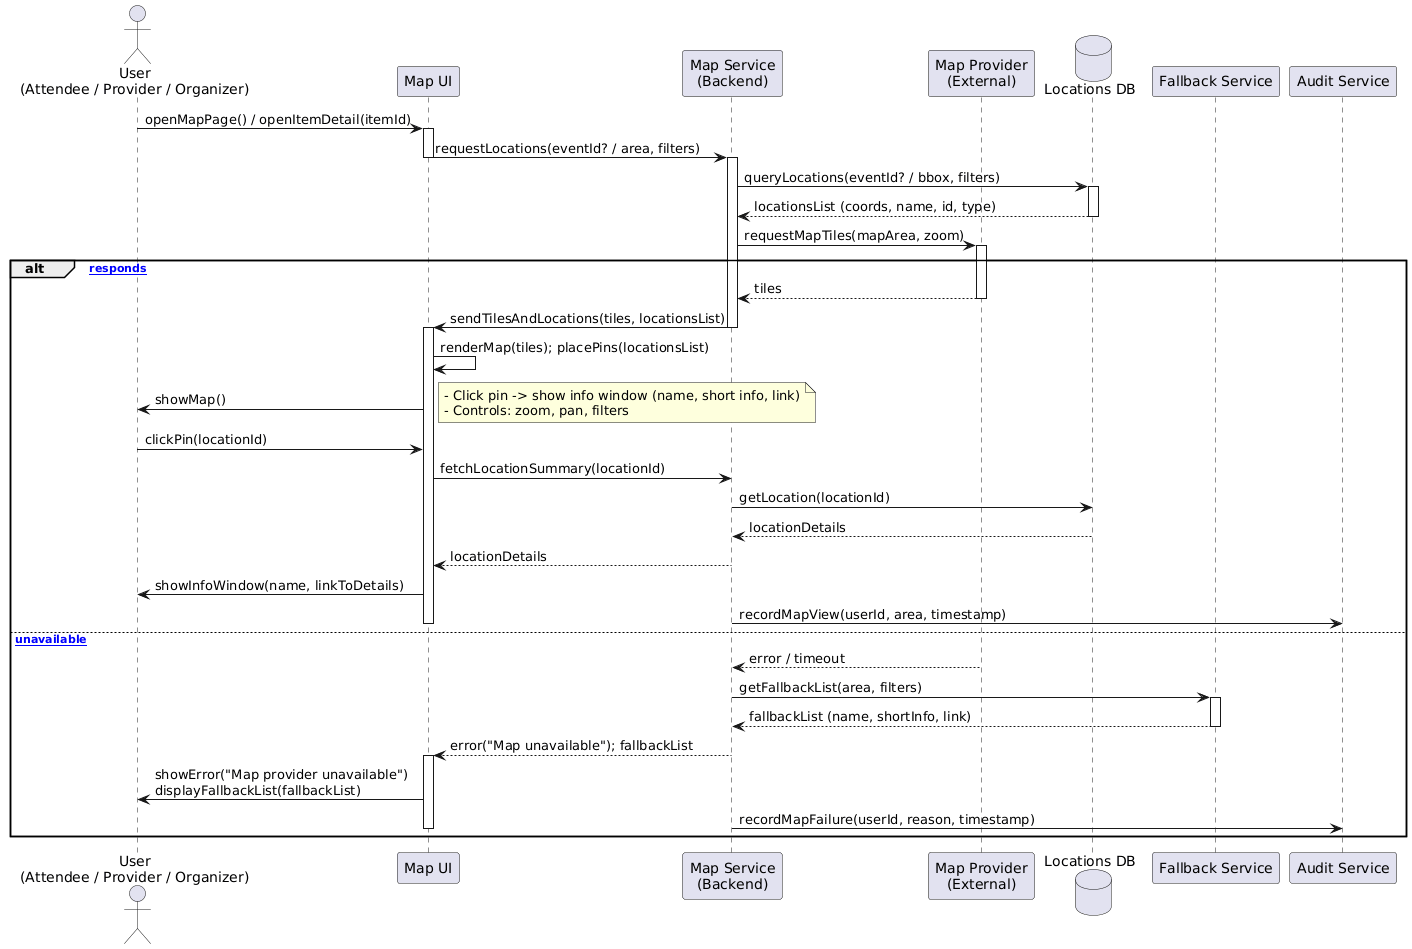 User
(Attendee / Provider / Organizer)
Map UI
Map Service
(Backend)
Map Provider
(External)
Locations DB
Fallback Service
Audit Service
openMapPage() / openItemDetail(itemId)
requestLocations(eventId? / area, filters)
queryLocations(eventId? / bbox, filters)
locationsList (coords, name, id, type)
requestMapTiles(mapArea, zoom)
alt
responds
tiles
sendTilesAndLocations(tiles, locationsList)
renderMap(tiles); placePins(locationsList)
- Click pin -> show info window (name, short info, link)
- Controls: zoom, pan, filters
showMap()
clickPin(locationId)
fetchLocationSummary(locationId)
getLocation(locationId)
locationDetails
locationDetails
showInfoWindow(name, linkToDetails)
recordMapView(userId, area, timestamp)
unavailable
error / timeout
getFallbackList(area, filters)
fallbackList (name, shortInfo, link)
error("Map unavailable"); fallbackList
showError("Map provider unavailable")
displayFallbackList(fallbackList)
recordMapFailure(userId, reason, timestamp)
User
(Attendee / Provider / Organizer)
Map UI
Map Service
(Backend)
Map Provider
(External)
Locations DB
Fallback Service
Audit Service